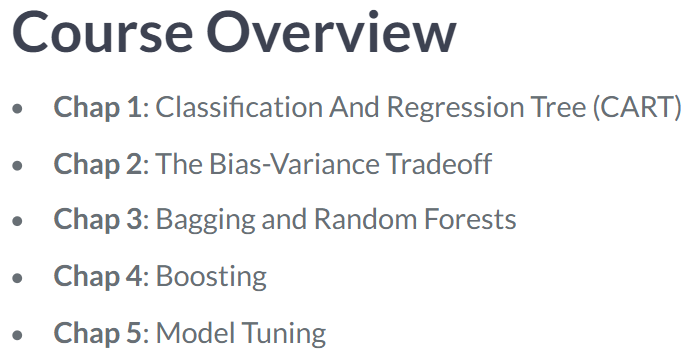 Course Overview
• Chap 1: Classification And Regression Tree (CART)
• Chap 2: The Bias-Variance Tradeoff
• Chap 3: Bagging and Random Forests
• Chap 4: Boosting
• Chap 5: Model Tuning